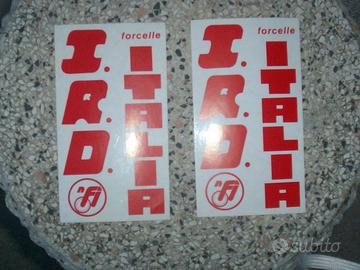 forcelle
I.
R.
D.
ITALIA
forcelle
I.
R.
D.
ITALIA
subito